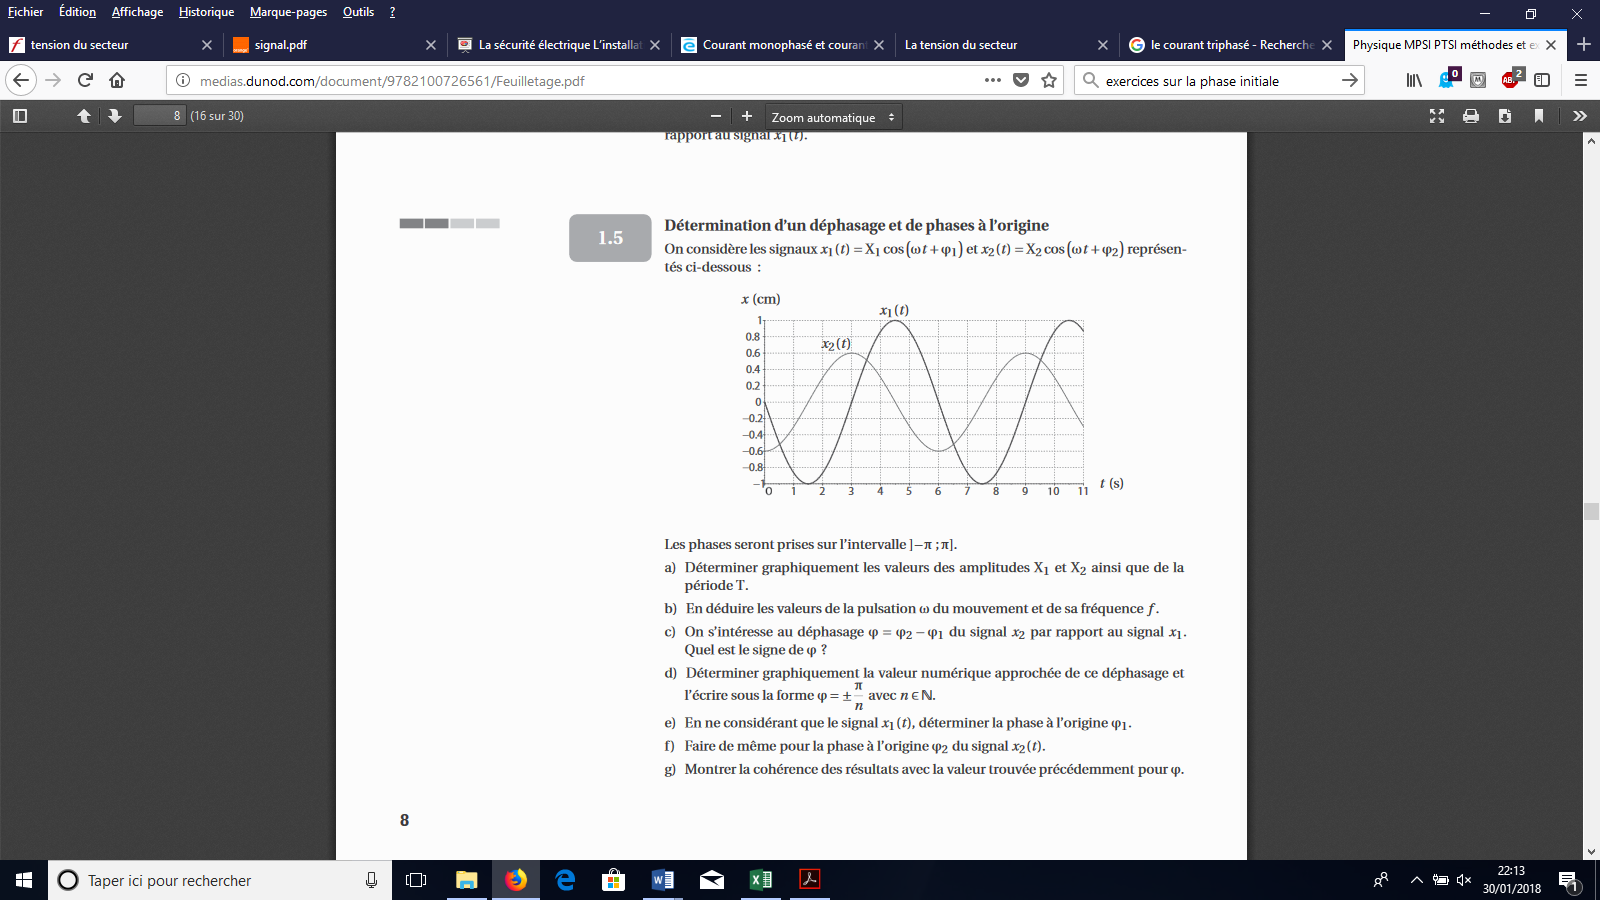 Fichier Édition Affichage Historique Marque-pages Outils ?
tension du secteur
signal.pdf
La sécurité électrique L'installat
Courant monophasé et couran
La tension du secteur
le courant triphasé - Recherche
Physique MPSI PTSI méthodes et ex
medias.dunod.com/document/9782100726561/Feuilletage.pdf
exercices sur la phase initiale
0
2
8 (16 sur 30)
Zoom automatique
rapport au signal x₁(t).
1.5
Détermination d'un déphasage et de phases à l'origine
On considère les signaux x₁(t) = X₁ cos(ωt + φ₁) et x₂(t) = X₂ cos(ωt + φ₂) représen-
tés ci-dessous :
x (cm)
x₁(t)
x₂(t)
1
0.8
0.6
0.4
0.2
0
−0.2
−0.4
−0.6
−0.8
−1
0 1 2 3 4 5 6 7 8 9 10 11
t (s)
Les phases seront prises sur l'intervalle ]−π ; π].
a) Déterminer graphiquement les valeurs des amplitudes X₁ et X₂ ainsi que de la
période T.
b) En déduire les valeurs de la pulsation ω du mouvement et de sa fréquence f.
c) On s'intéresse au déphasage φ = φ₂ − φ₁ du signal x₂ par rapport au signal x₁.
Quel est le signe de φ ?
d) Déterminer graphiquement la valeur numérique approchée de ce déphasage et
l'écrire sous la forme φ = ± π/n avec n ∈ ℕ.
e) En ne considérant que le signal x₁(t), déterminer la phase à l'origine φ₁.
f) Faire de même pour la phase à l'origine φ₂ du signal x₂(t).
g) Montrer la cohérence des résultats avec la valeur trouvée précédemment pour φ.
8
Taper ici pour rechercher
22:13
30/01/2018
1